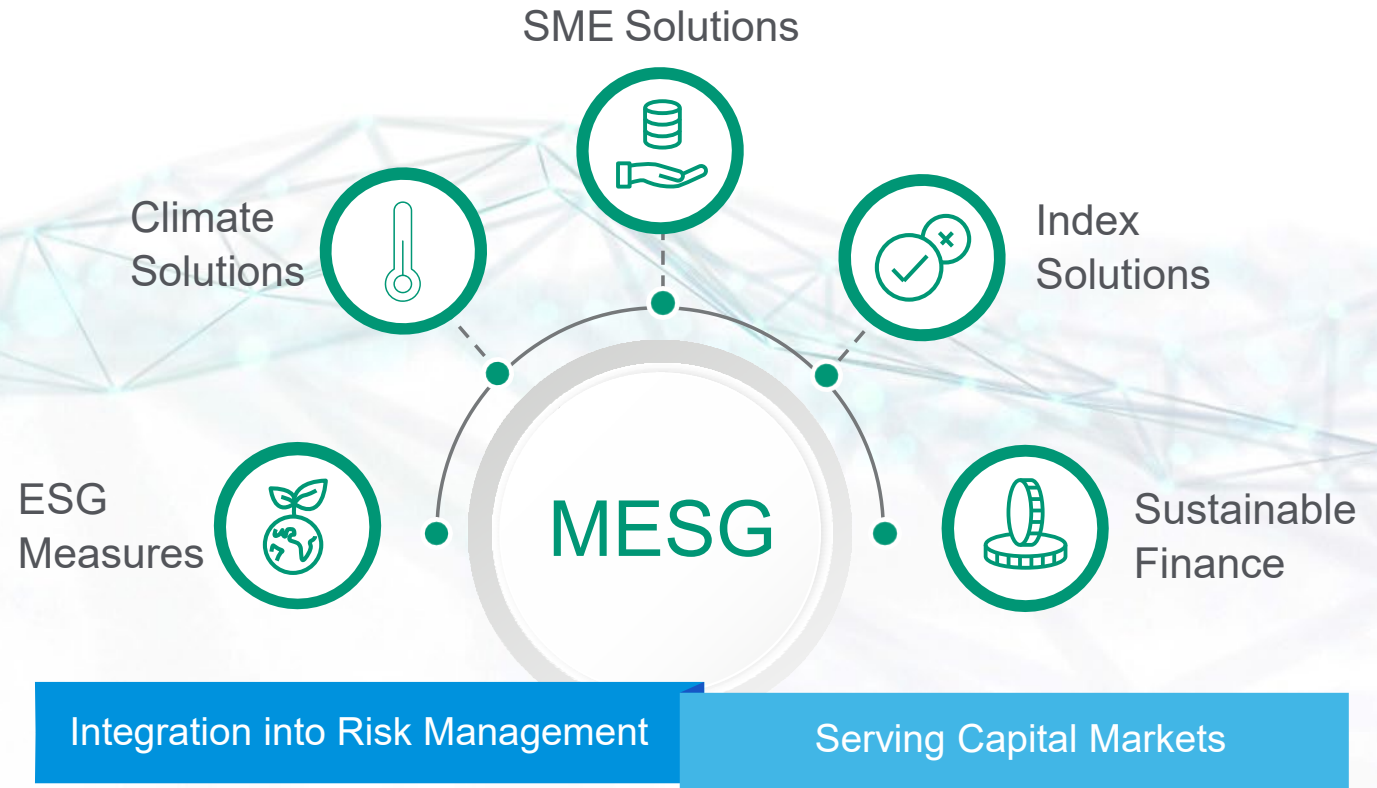 SME Solutions
Climate
Solutions
Index
Solutions
ESG
Measures
MESG
Sustainable
Finance
Integration into Risk Management
Serving Capital Markets